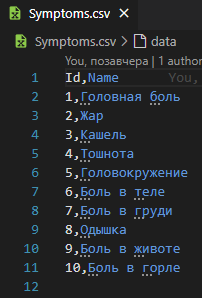 Symptoms.csv
Symptoms.csv > data
You, позавчера | 1 author
1 Id,Name You,
2 1,Головная боль
3 2,Жар
4 3,Кашель
5 4,Тошнота
6 5,Головокружение
7 6,Боль в теле
8 7,Боль в груди
9 8,Одышка
10 9,Боль в животе
11 10,Боль в горле
12